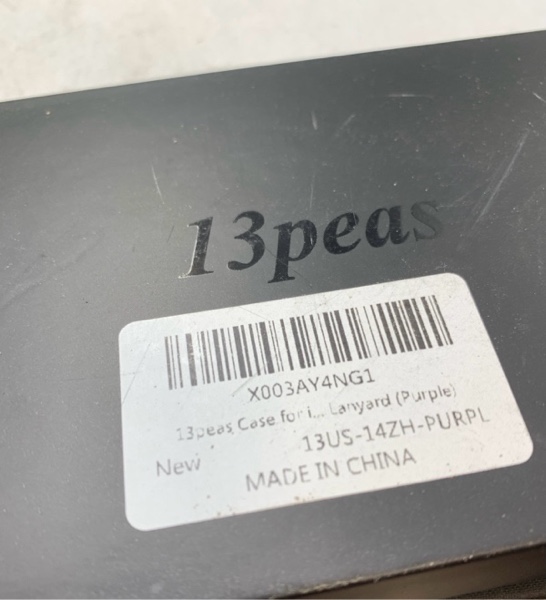 13peas
X003AY4NG1
13peas Case for i... Lanyard (Purple)
13US-14ZH-PURPL
New
MADE IN CHINA